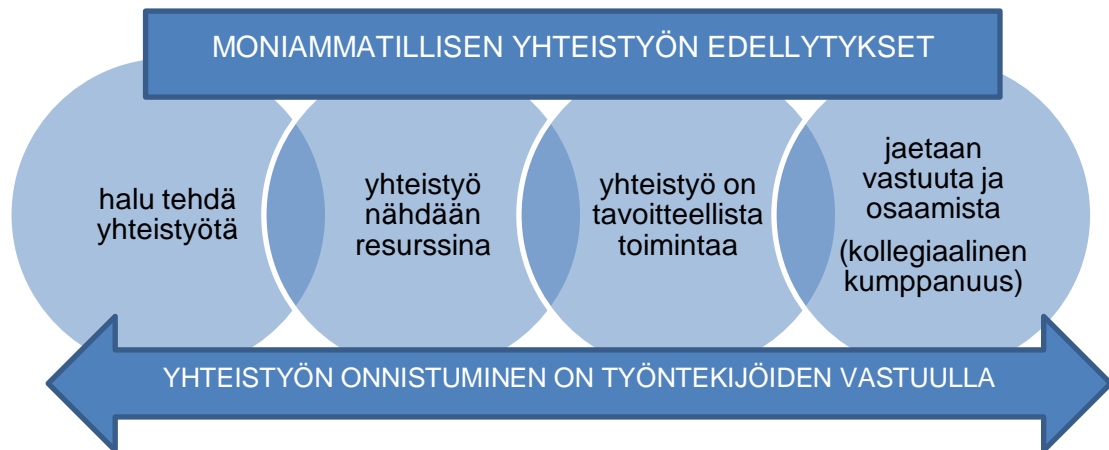 MONIAMMATILLISEN YHTEISTYÖN EDELLYTYKSET
halu tehdä
yhteistyötä
yhteistyö
nähdään
resurssina
yhteistyö on
tavoitteellista
toimintaa
jaetaan
vastuuta ja
osaamista
(kollegiaalinen
kumppanuus)
YHTEISTYÖN ONNISTUMINEN ON TYÖNTEKIJÖIDEN VASTUULLA